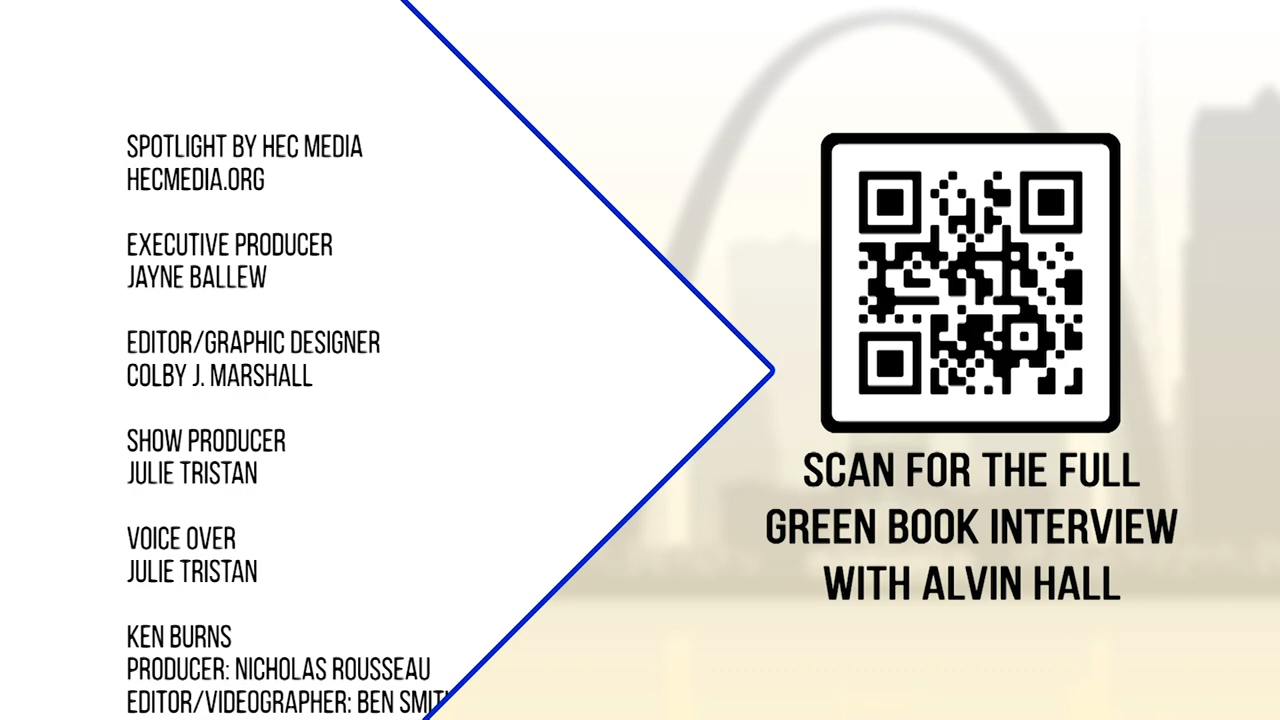 SPOTLIGHT BY HEC MEDIA
HECMEDIA.ORG
EXECUTIVE PRODUCER
JAYNE BALLEW
EDITOR/GRAPHIC DESIGNER
COLBY J. MARSHALL
SHOW PRODUCER
JULIE TRISTAN
VOICE OVER
JULIE TRISTAN
KEN BURNS
PRODUCER: NICHOLAS ROUSSEAU
EDITOR/VIDEOGRAPHER: BEN
SCAN FOR THE FULL
GREEN BOOK INTERVIEW
WITH ALVIN HALL